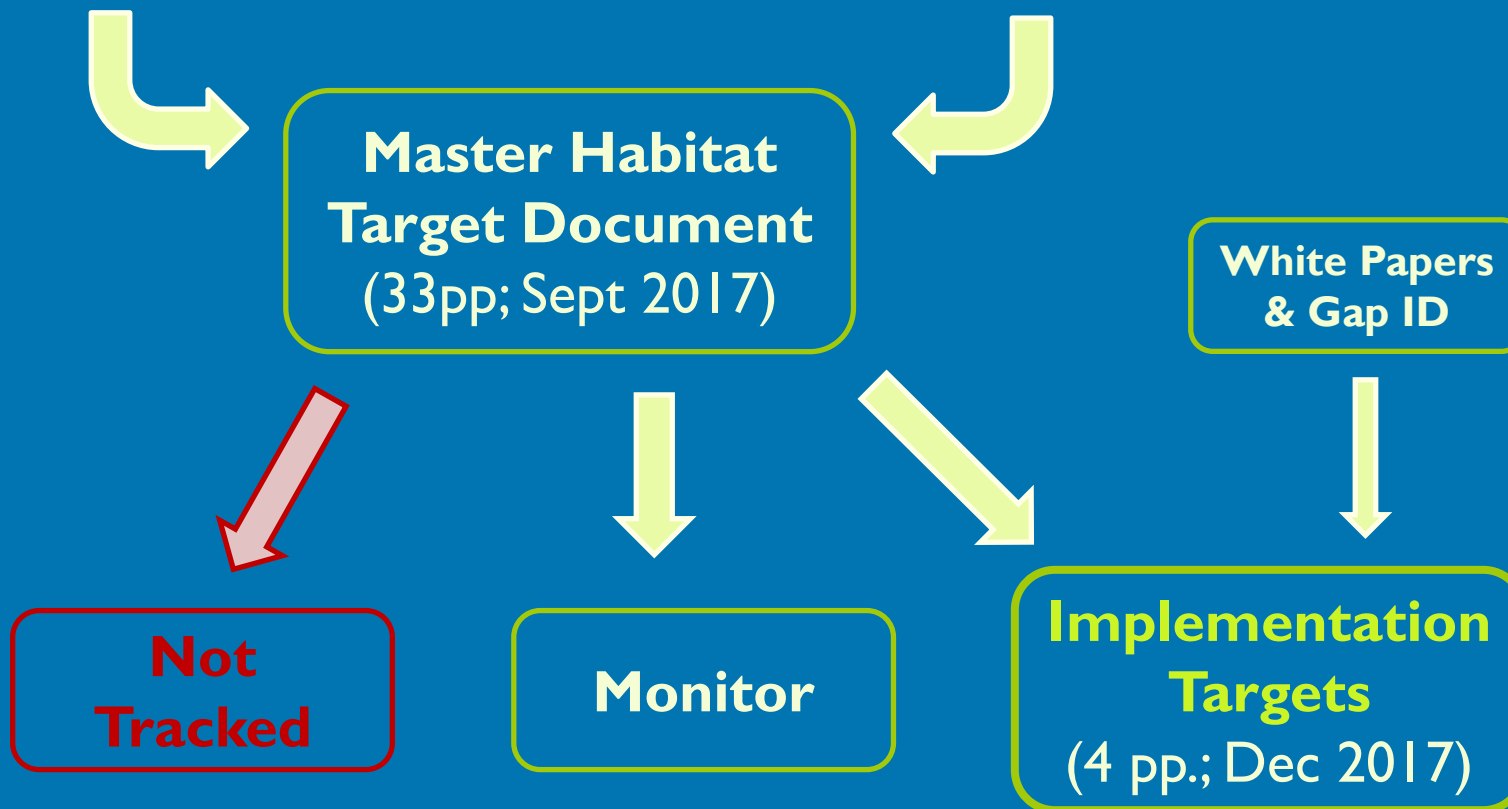 Master Habitat
Target Document
(33pp; Sept 2017)
White Papers
& Gap ID
Not
Tracked
Monitor
Implementation
Targets
(4 pp.; Dec 2017)